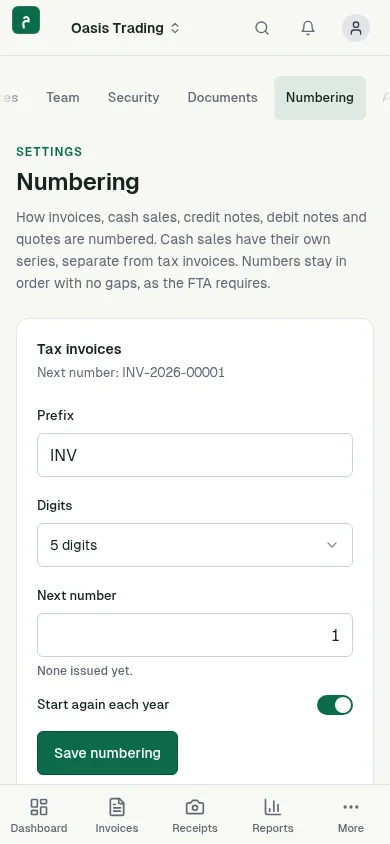 م
Oasis Trading
es
Team
Security
Documents
Numbering
SETTINGS
Numbering
How invoices, cash sales, credit notes, debit notes and
quotes are numbered. Cash sales have their own
series, separate from tax invoices. Numbers stay in
order with no gaps, as the FTA requires.
Tax invoices
Next number: INV-2026-00001
Prefix
INV
Digits
5 digits
Next number
1
None issued yet.
Start again each year
Save numbering
Dashboard
Invoices
Receipts
Reports
More